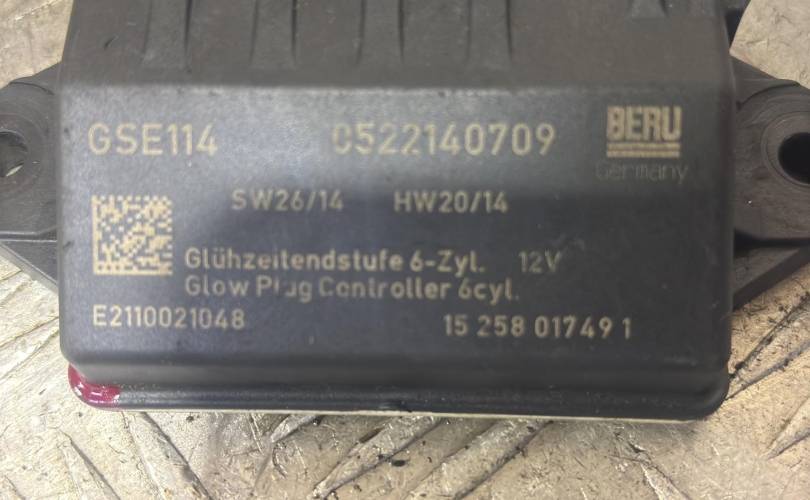 GSE114 0522140709 BERU
Germany
SW26/14 HW20/14
Glühzeitendstufe 6-Zyl. 12V
Glow Plug Controller 6cyl.
E2110021048 15 258 01749 1